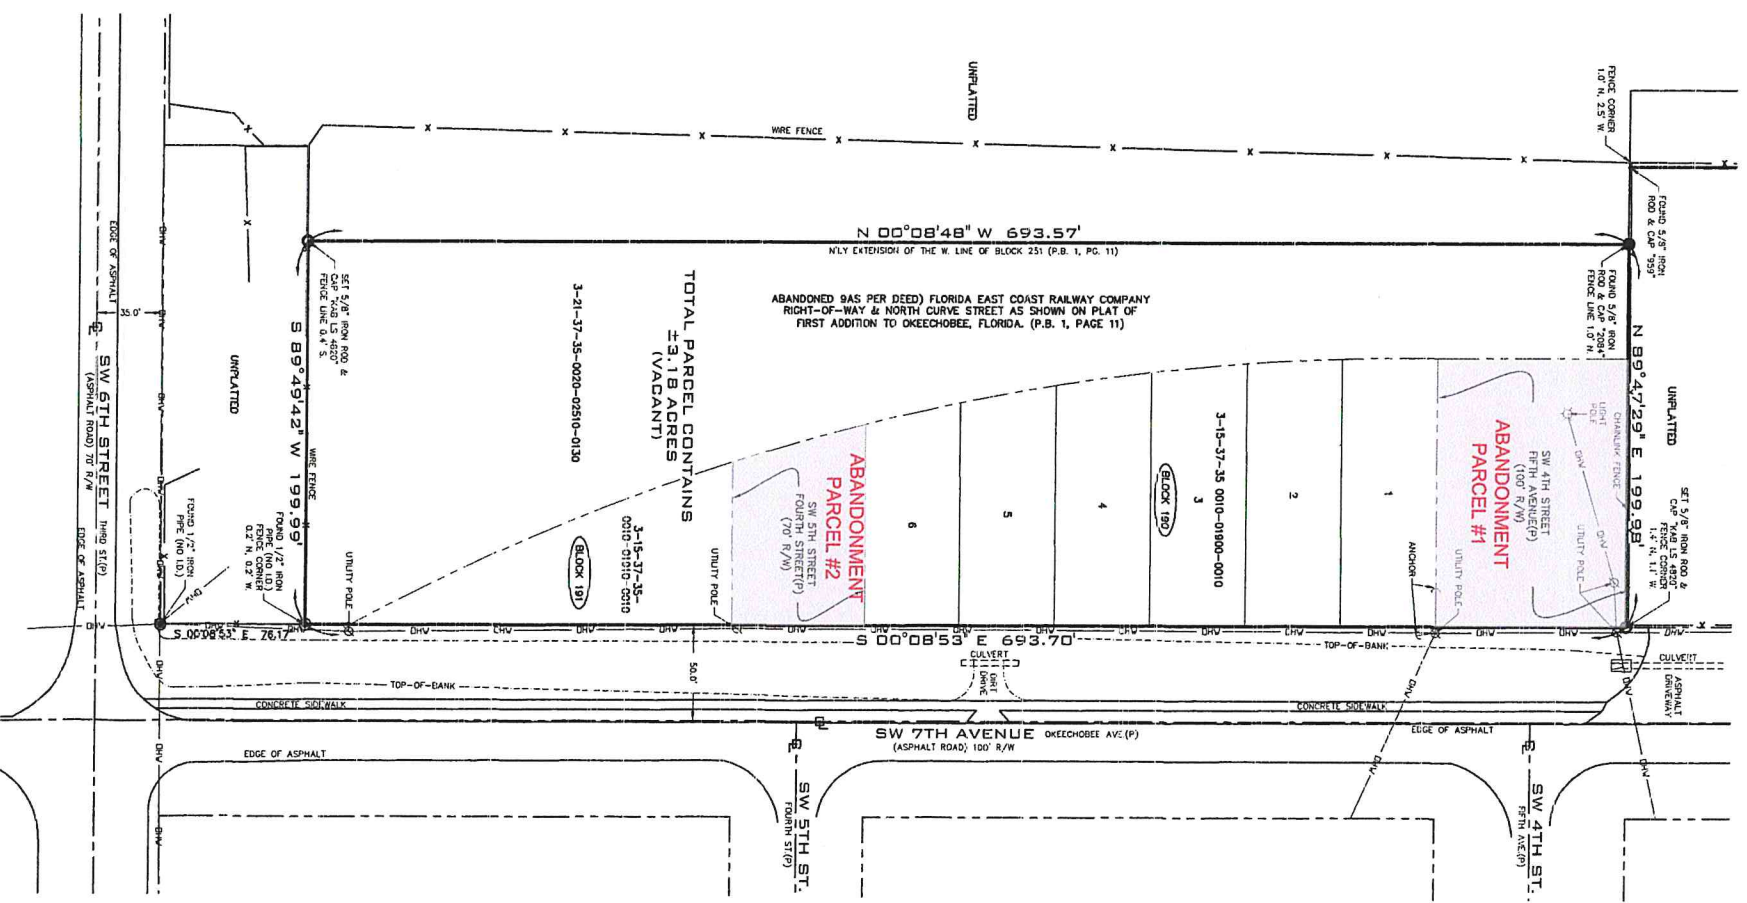 UNPLATTED
FENCE CORNER
1.0' N, 2.5' W.
WIRE FENCE
FOUND 5/8" IRON
ROD & CAP "959"
N 00°08'48" W 693.57'
N'LY EXTENSION OF THE W. LINE OF BLOCK 251 (P.B. 1, PG. 11)
EDGE OF ASPHALT
35.0'
SET 5/8" IRON ROD &
CAP "KAB LS 4820"
FENCE LINE 0.4' S.
FOUND 5/8" IRON
ROD & CAP "2084"
FENCE LINE 1.0' N.
ABANDONED 9AS PER DEED) FLORIDA EAST COAST RAILWAY COMPANY
RIGHT-OF-WAY & NORTH CURVE STREET AS SHOWN ON PLAT OF
FIRST ADDITION TO OKEECHOBEE, FLORIDA. (P.B. 1, PAGE 11)
TOTAL PARCEL CONTAINS
±3.18 ACRES
(VACANT)
3-21-37-35-0020-02510-0130
S 89°49'42" W 199.99'
N 89°47'29" E 199.98'
UNPLATTED
UNPLATTED
SW 6TH STREET THIRD ST.(P)
(ASPHALT ROAD) 70' R/W
EDGE OF ASPHALT
WIRE FENCE
FOUND 1/2" IRON
PIPE (NO I.D.)
FOUND 1/2" IRON
PIPE (NO I.D.)
FENCE CORNER
0.2' N, 0.2' W.
UTILITY POLE
BLOCK 191
3-15-37-35-
0010-01910-0010
UTILITY POLE
ABANDONMENT
PARCEL #2
SW 5TH STREET
FOURTH STREET(P)
(70' R/W)
6
5
4
3
2
1
BLOCK 190
3-15-37-35 0010-01900-0010
ANCHOR
UTILITY POLE
ABANDONMENT
PARCEL #1
SW 4TH STREET
FIFTH AVENUE(P)
(100' R/W)
LIGHT
POLE
CHAINLINK FENCE
UTILITY POLE
OHV
SET 5/8" IRON ROD &
CAP "KAB LS 4820"
FENCE CORNER
1.4' N, 1.1' W.
S 00°08'53" E 76.17'
S 00°08'53" E 693.70'
TOP-OF-BANK
CULVERT
DIRT
DRIVE
50.0'
TOP-OF-BANK
CULVERT
ASPHALT
DRIVEWAY
CONCRETE SIDEWALK
CONCRETE SIDEWALK
SW 7TH AVENUE OKEECHOBEE AVE.(P)
(ASPHALT ROAD) 100' R/W
EDGE OF ASPHALT
EDGE OF ASPHALT
SW 5TH ST.
FOURTH ST.(P)
SW 4TH ST.
FIFTH AVE.(P)